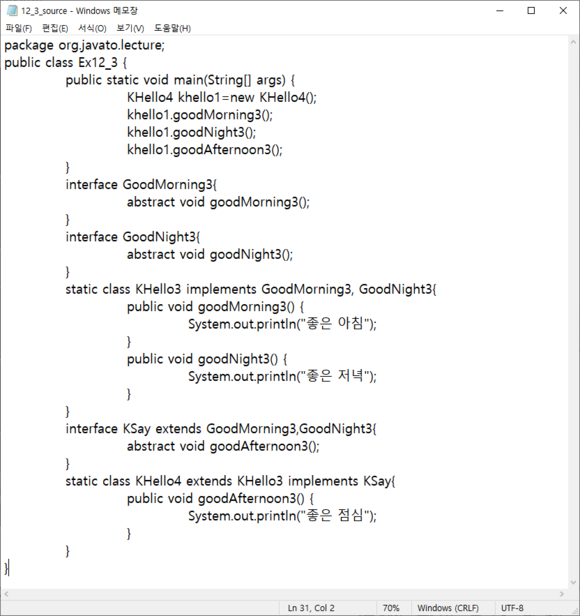 12_3_source - Windows 메모장
파일(F) 편집(E) 서식(O) 보기(V) 도움말(H)
package org.javato.lecture;
public class Ex12_3 {
public static void main(String[] args) {
KHello4 khello1=new KHello4();
khello1.goodMorning3();
khello1.goodNight3();
khello1.goodAfternoon3();
}
interface GoodMorning3{
abstract void goodMorning3();
}
interface GoodNight3{
abstract void goodNight3();
}
static class KHello3 implements GoodMorning3, GoodNight3{
public void goodMorning3() {
System.out.println("좋은 아침");
}
public void goodNight3() {
System.out.println("좋은 저녁");
}
}
interface KSay extends GoodMorning3,GoodNight3{
abstract void goodAfternoon3();
}
static class KHello4 extends KHello3 implements KSay{
public void goodAfternoon3() {
System.out.println("좋은 점심");
}
}
}
Ln 31, Col 2 70% Windows (CRLF) UTF-8